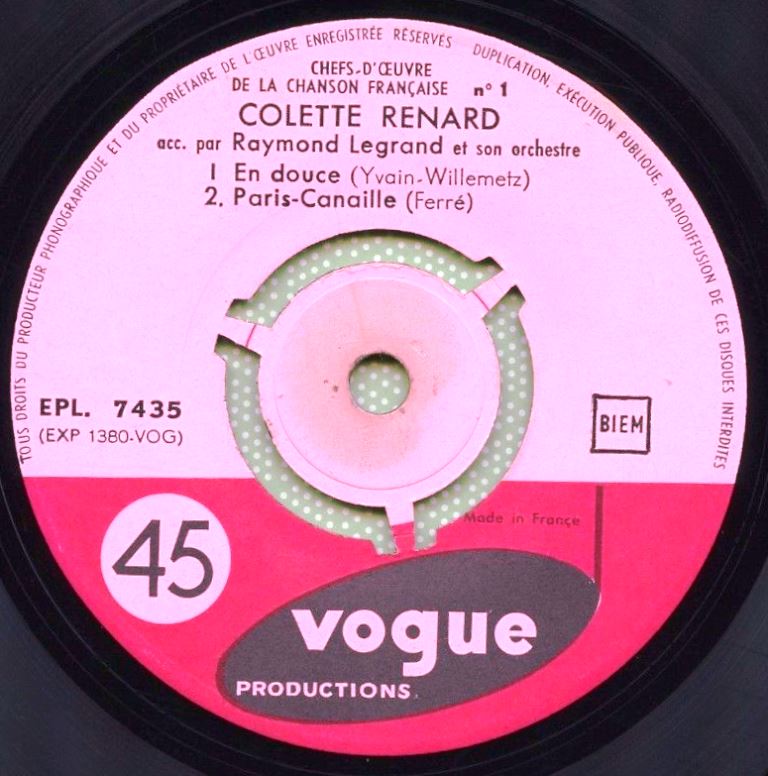 TOUS DROITS DU PRODUCTEUR PHONOGRAPHIQUE ET DU PROPRIÉTAIRE DE L'ŒUVRE ENREGISTRÉE RÉSERVÉS DUPLICATION, EXÉCUTION PUBLIQUE, RADIODIFFUSION DE CES DISQUES INTERDITES
CHEFS-D'ŒUVRE
DE LA CHANSON FRANÇAISE n° 1
COLETTE RENARD
acc. par Raymond Legrand et son orchestre
1 En douce (Yvain-Willemetz)
2. Paris-Canaille (Ferré)
EPL. 7435
(EXP 1380-VOG)
BIEM
Made in France
45
vogue
PRODUCTIONS.